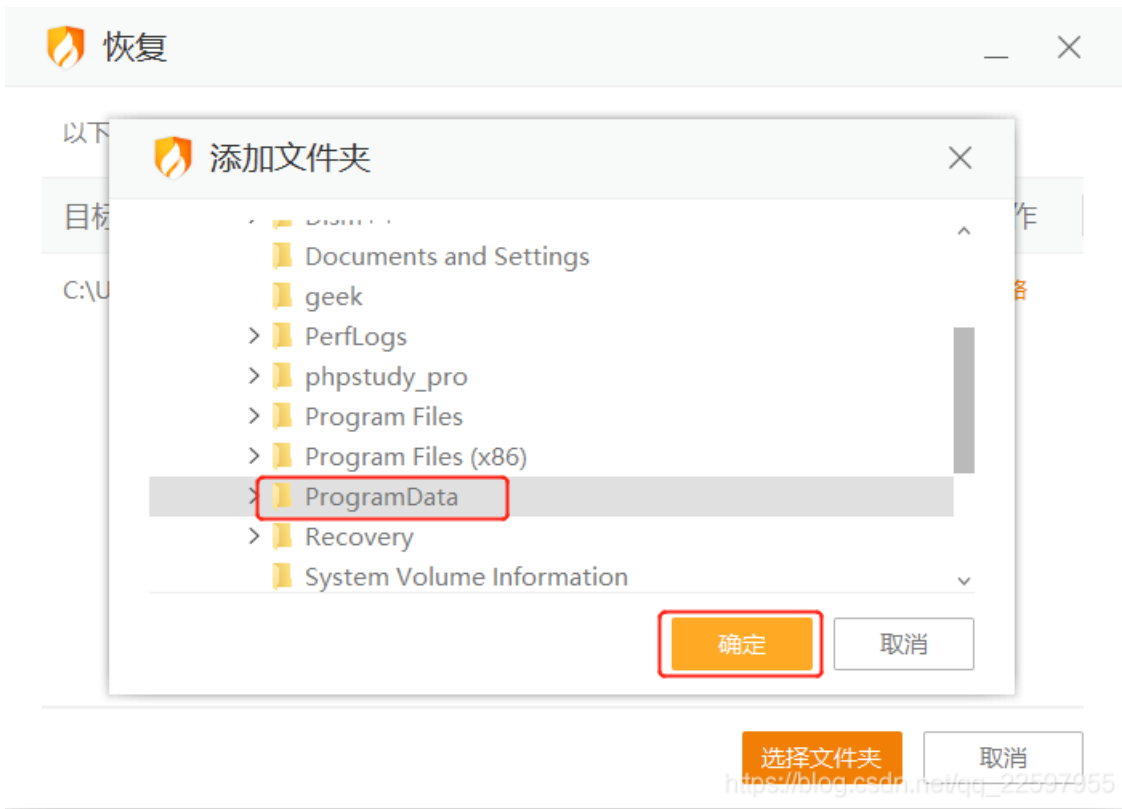 恢复
以下
添加文件夹
目标
作
Dism++
Documents and Settings
geek
C:\U
PerfLogs
phpstudy_pro
Program Files
Program Files (x86)
ProgramData
Recovery
System Volume Information
确定
取消
选择文件夹
取消
https://blog.csdn.net/qq_22597955